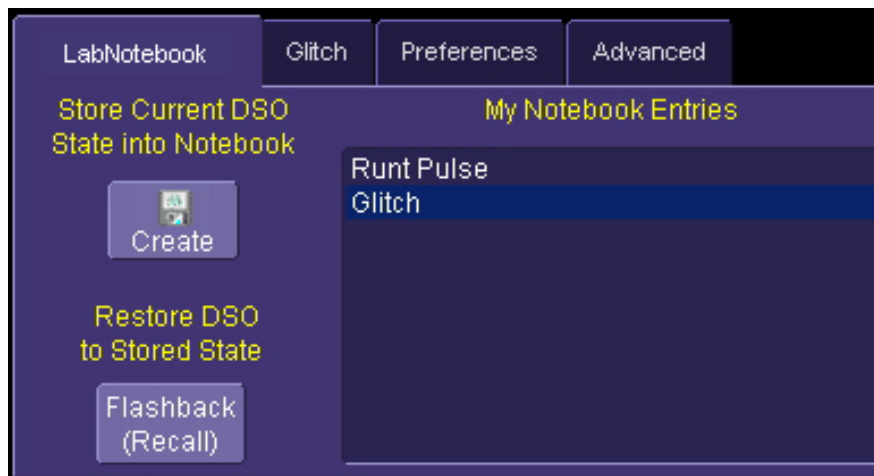 LabNotebook
Glitch
Preferences
Advanced
Store Current DSO
State into Notebook
Create
Restore DSO
to Stored State
Flashback
(Recall)
My Notebook Entries
Runt Pulse
Glitch